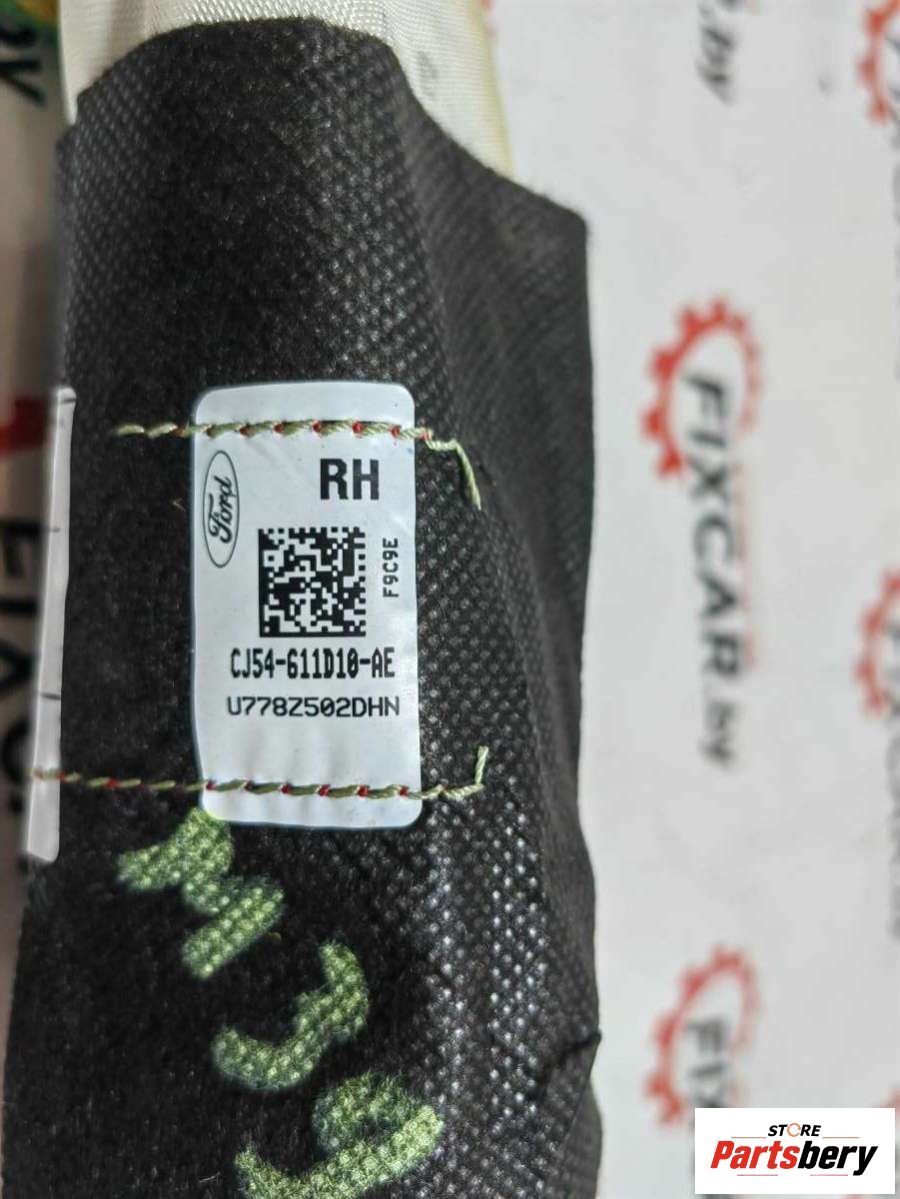 RH
Ford
F9C9E
CJ54-611D10-AE
U778Z502DHN
FIXCAR.by
STORE
Partsbery